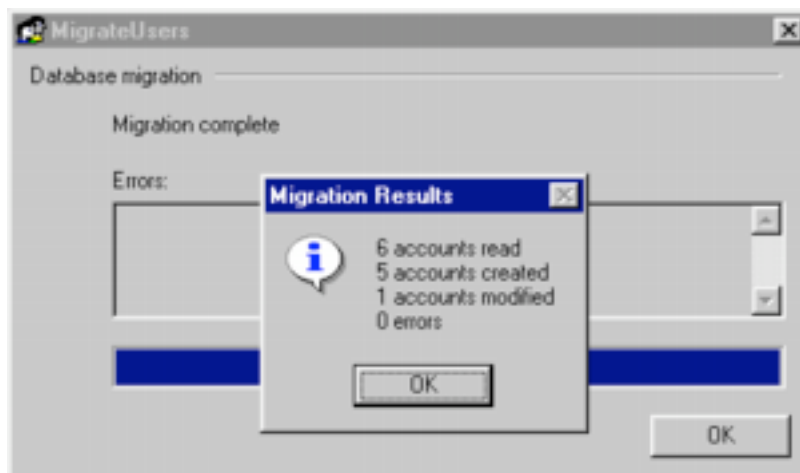 MigrateUsers
Database migration
Migration complete
Errors:
Migration Results
6 accounts read
5 accounts created
1 accounts modified
0 errors
OK
OK